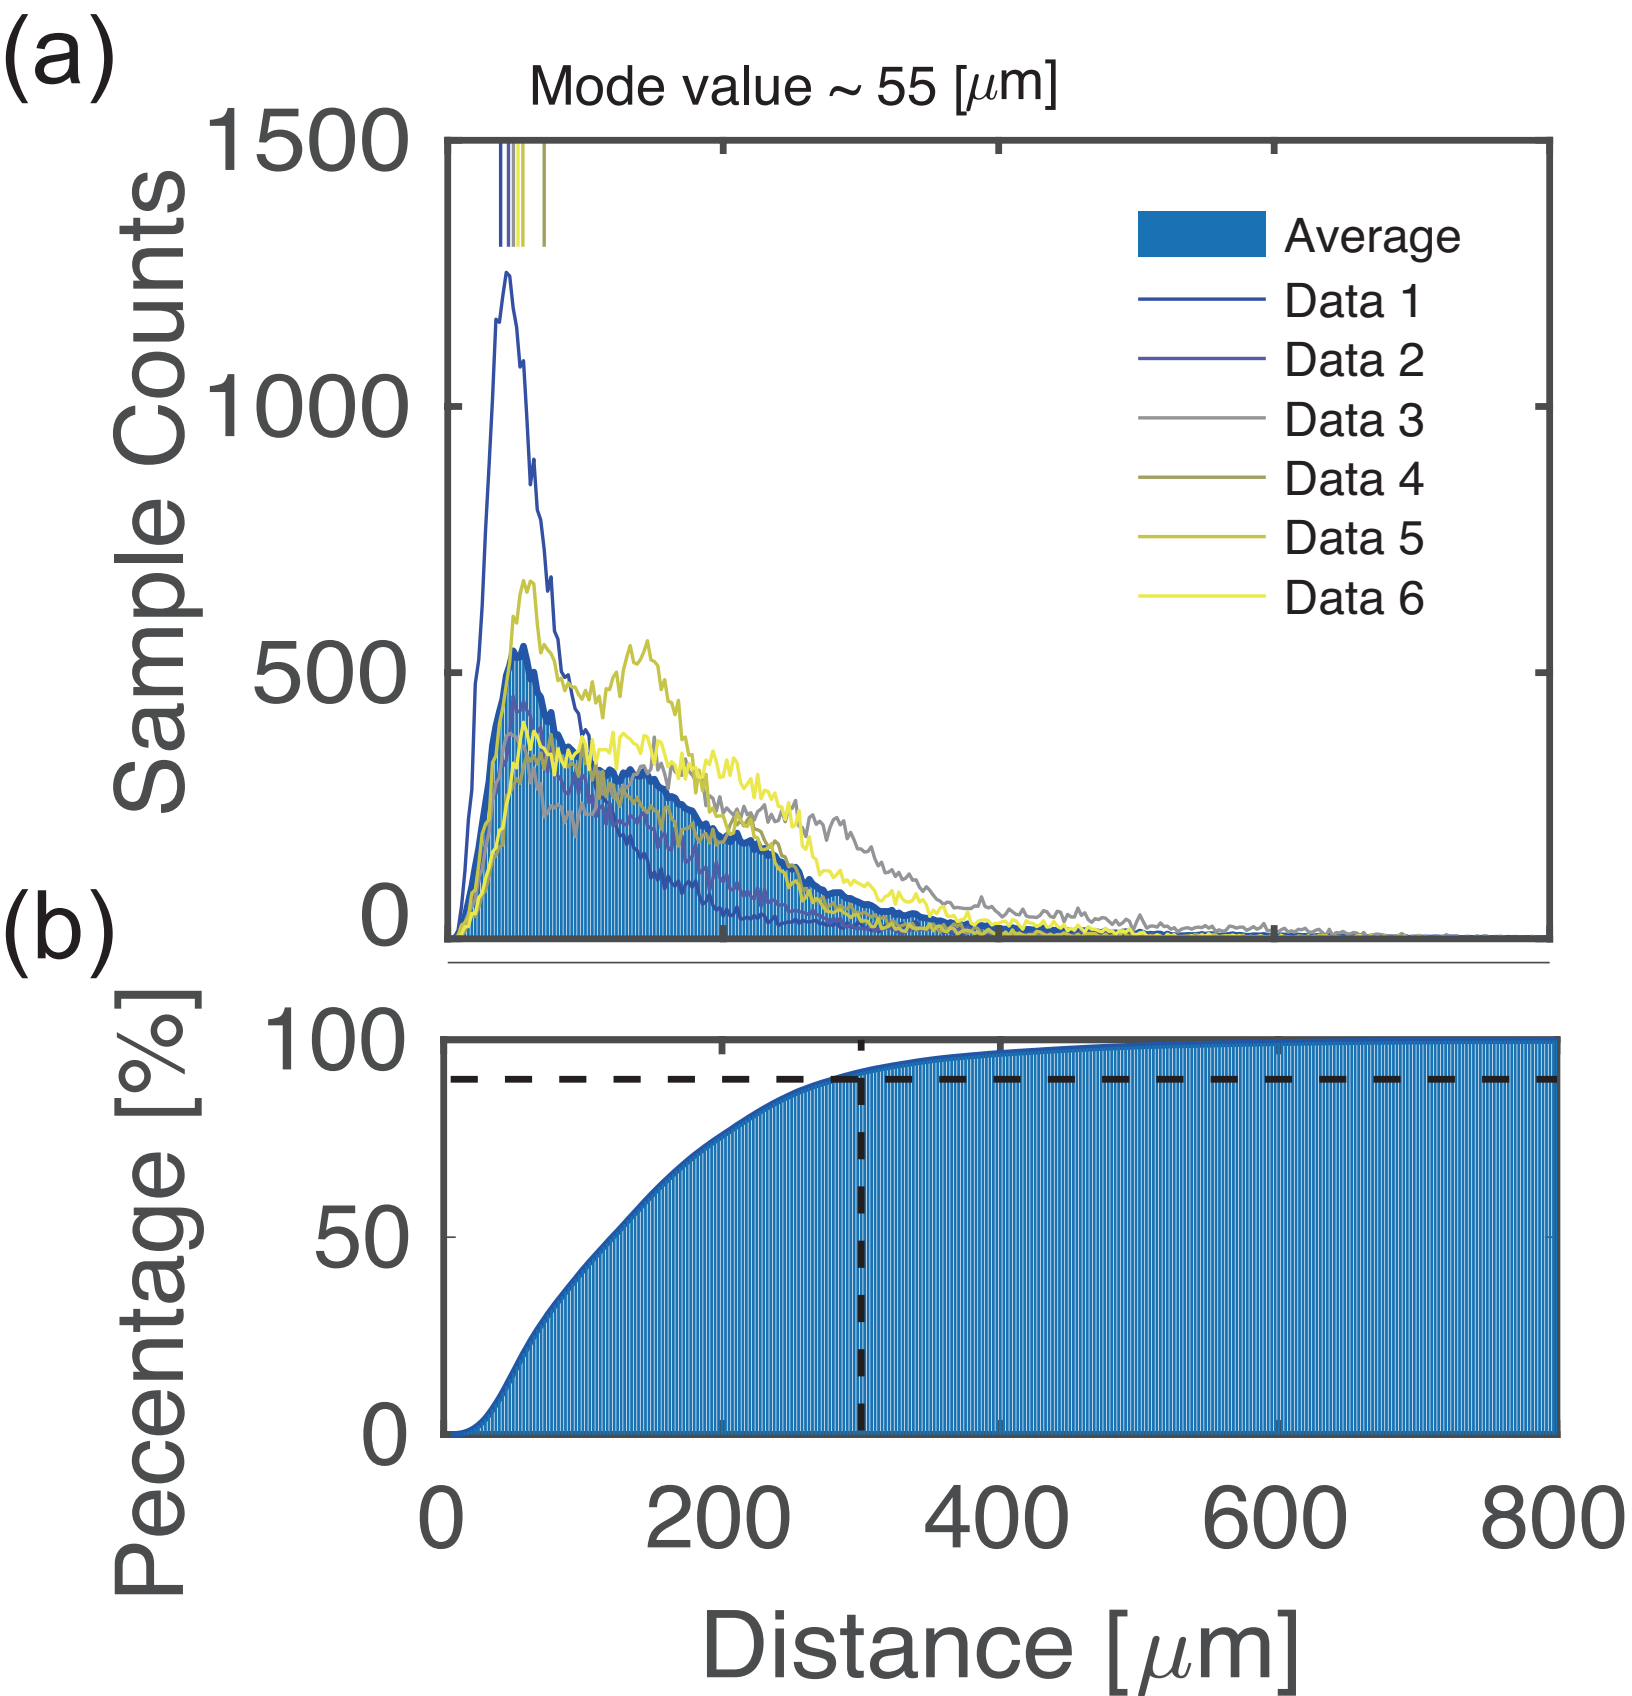 (a)
Mode value ~ 55 [μm]
1500
1000
500
0
Sample Counts
Average
Data 1
Data 2
Data 3
Data 4
Data 5
Data 6
(b)
100
50
0
Pecentage [%]
0 200 400 600 800
Distance [μm]